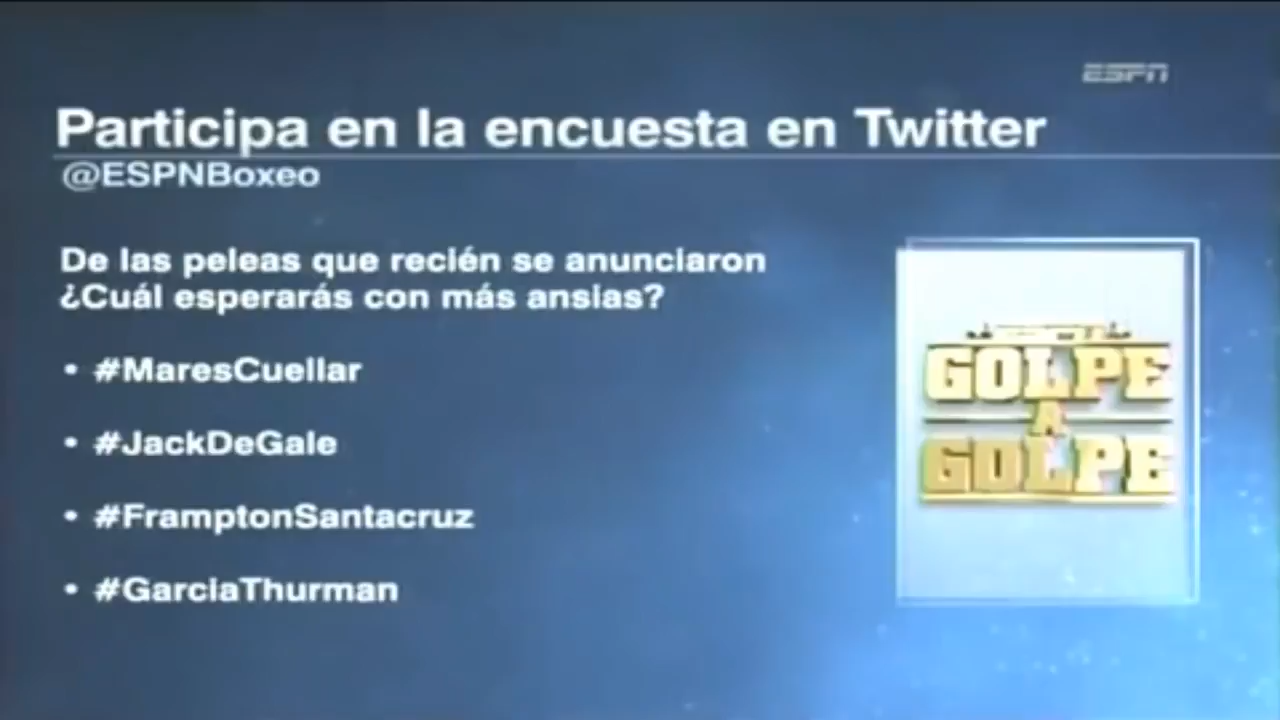 ESPN
Participa en la encuesta en Twitter
@ESPNBoxeo
De las peleas que recién se anunciaron
¿Cuál esperarás con más ansias?
• #MaresCuellar
• #JackDeGale
• #FramptonSantacruz
• #GarciaThurman
GOLPE
A
GOLPE